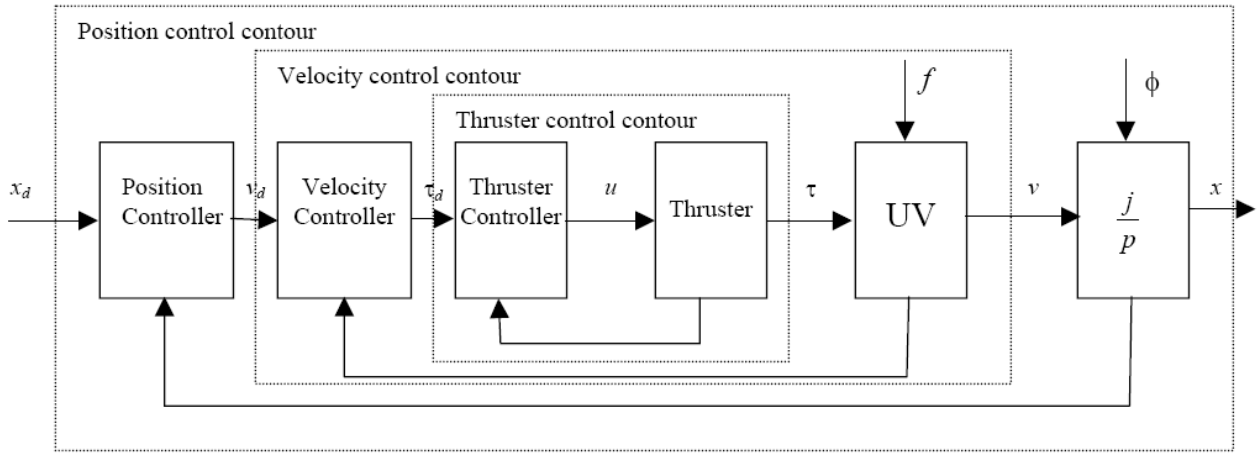 Position control contour
Velocity control contour
Thruster control contour
f
ϕ
x_d
Position
Controller
v_d
Velocity
Controller
τ_d
Thruster
Controller
u
Thruster
τ
UV
v
j
p
x